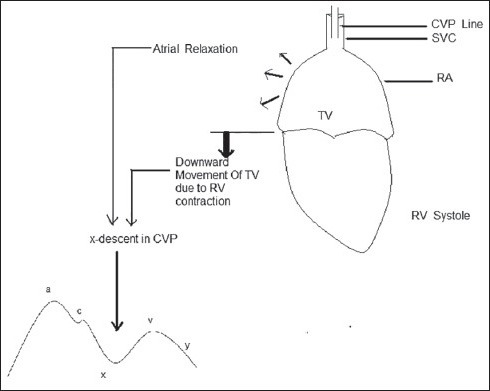 CVP Line
SVC
Atrial Relaxation
RA
TV
Downward
Movement Of TV
due to RV
contraction
RV Systole
x-descent in CVP
a
c
v
y
x